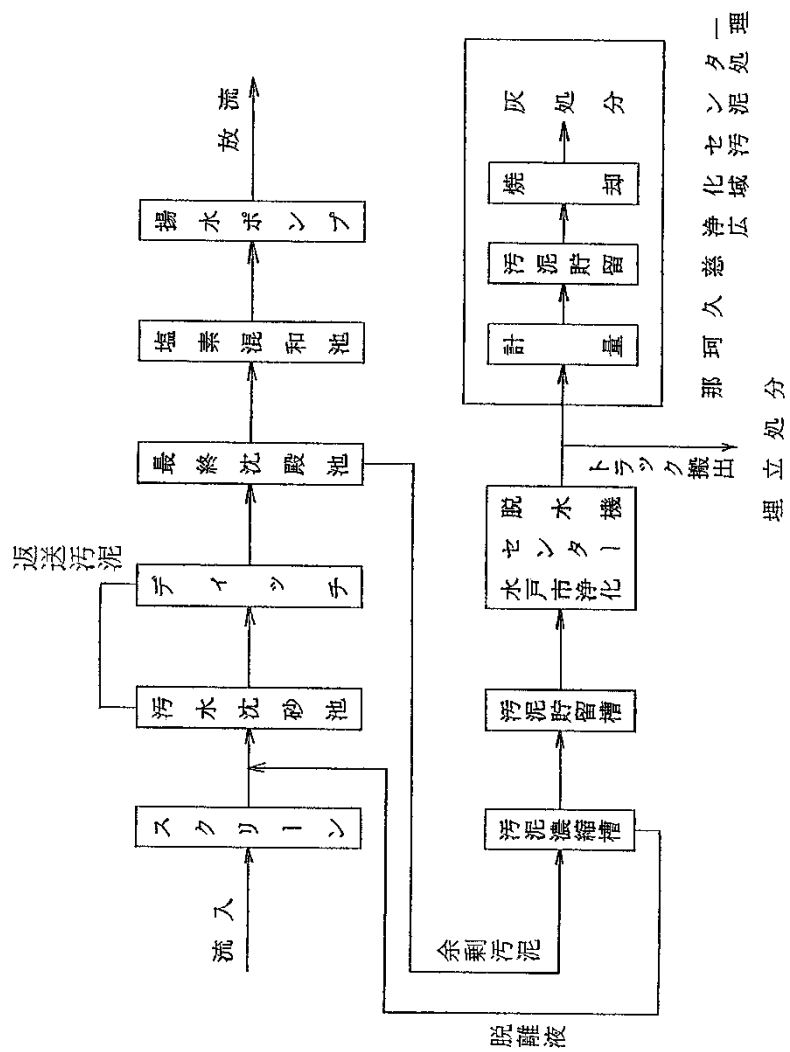 流入
スクリーン
汚水沈砂池
ディッチ
返送汚泥
最終沈殿池
塩素混和池
揚水ポンプ
放流
余剰汚泥
脱離液
汚泥濃縮槽
汚泥貯留槽
水戸市浄化
センター
脱水機
トラック搬出
埋立処分
計量
汚泥貯留
焼却
灰処分
那珂久慈浄化センター
広域汚泥処理